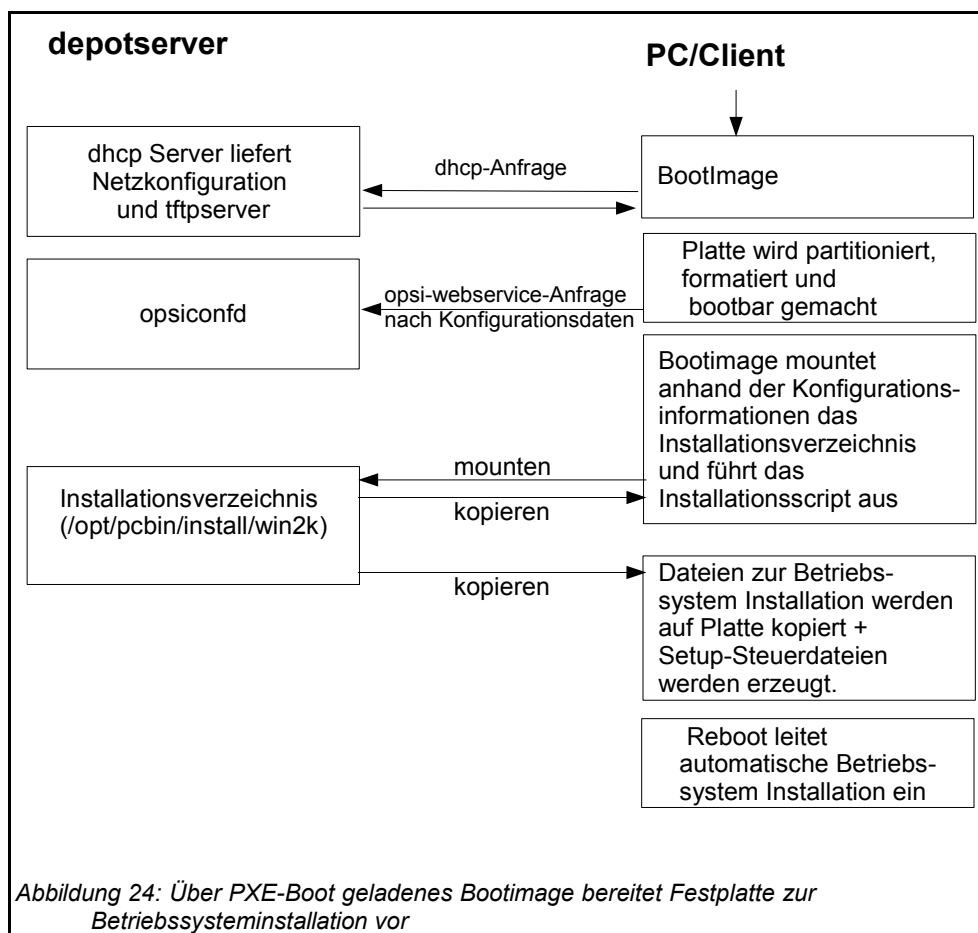 depotserver
PC/Client
dhcp Server liefert
Netzkonfiguration
und tftpserver
dhcp-Anfrage
BootImage
Platte wird partitioniert,
formatiert und
bootbar gemacht
opsiconfd
opsi-webservice-Anfrage
nach Konfigurationsdaten
Bootimage mountet
anhand der Konfigurations-
informationen das
Installationsverzeichnis
und führt das
Installationsscript aus
mounten
kopieren
Installationsverzeichnis
(/opt/pcbin/install/win2k)
kopieren
Dateien zur Betriebs-
system Installation werden
auf Platte kopiert +
Setup-Steuerdateien
werden erzeugt.
Reboot leitet
automatische Betriebs-
system Installation ein
Abbildung 24: Über PXE-Boot geladenes Bootimage bereitet Festplatte zur
Betriebssysteminstallation vor